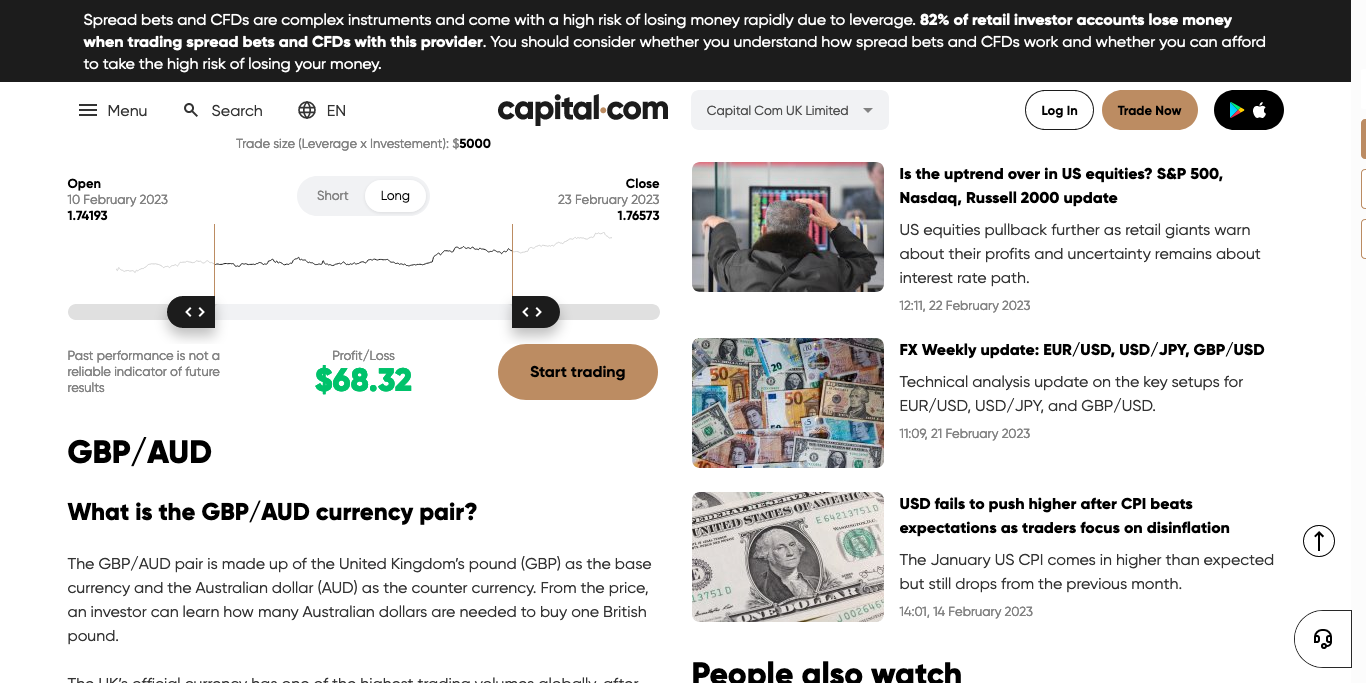 Spread bets and CFDs are complex instruments and come with a high risk of losing money rapidly due to leverage. 82% of retail investor accounts lose money
when trading spread bets and CFDs with this provider. You should consider whether you understand how spread bets and CFDs work and whether you can afford
to take the high risk of losing your money.
Menu
Search
EN
capital.com
Capital Com UK Limited
Log In
Trade Now
Trade size (Leverage x Investement): $5000
Open
10 February 2023
1.74193
Short
Long
Close
23 February 2023
1.76573
Past performance is not a
reliable indicator of future
results
Profit/Loss
$68.32
Start trading
GBP/AUD
What is the GBP/AUD currency pair?
The GBP/AUD pair is made up of the United Kingdom's pound (GBP) as the base
currency and the Australian dollar (AUD) as the counter currency. From the price,
an investor can learn how many Australian dollars are needed to buy one British
pound.
The UK's official currency has one of the highest trading volumes globally, after
Is the uptrend over in US equities? S&P 500,
Nasdaq, Russell 2000 update
US equities pullback further as retail giants warn
about their profits and uncertainty remains about
interest rate path.
12:11, 22 February 2023
FX Weekly update: EUR/USD, USD/JPY, GBP/USD
Technical analysis update on the key setups for
EUR/USD, USD/JPY, and GBP/USD.
11:09, 21 February 2023
USD fails to push higher after CPI beats
expectations as traders focus on disinflation
The January US CPI comes in higher than expected
but still drops from the previous month.
14:01, 14 February 2023
People also watch